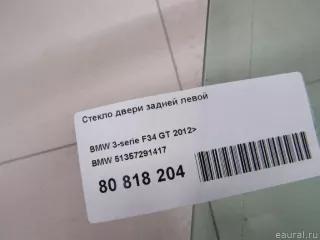 Стекло двери задней левой
BMW 3-serie F34 GT 2012>
BMW 51357291417
80 818 204
eaural.ru